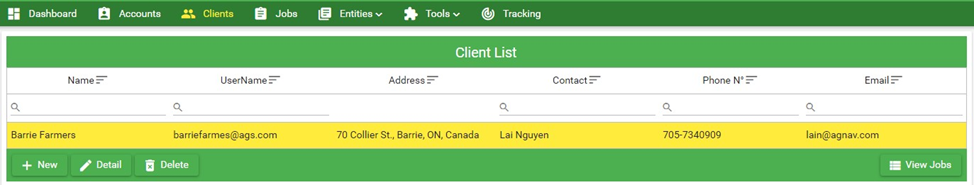 Dashboard Accounts Clients Jobs Entities Tools Tracking
Client List
Name UserName Address Contact Phone N° Email
Barrie Farmers barriefarmes@ags.com 70 Collier St., Barrie, ON, Canada Lai Nguyen 705-7340909 lain@agnav.com
New Detail Delete View Jobs